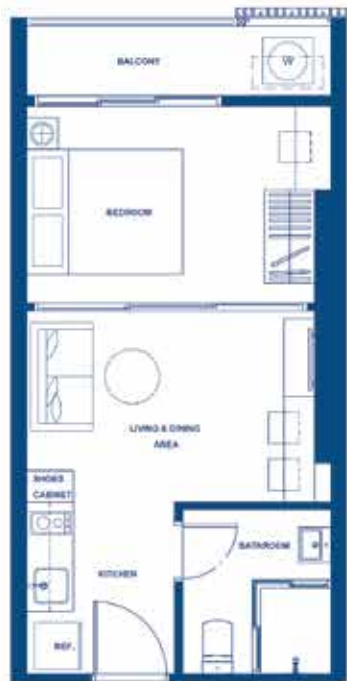 BALCONY
W
BEDROOM
LIVING & DINING
AREA
SHOES
CABINET
BATHROOM
KITCHEN
REF.